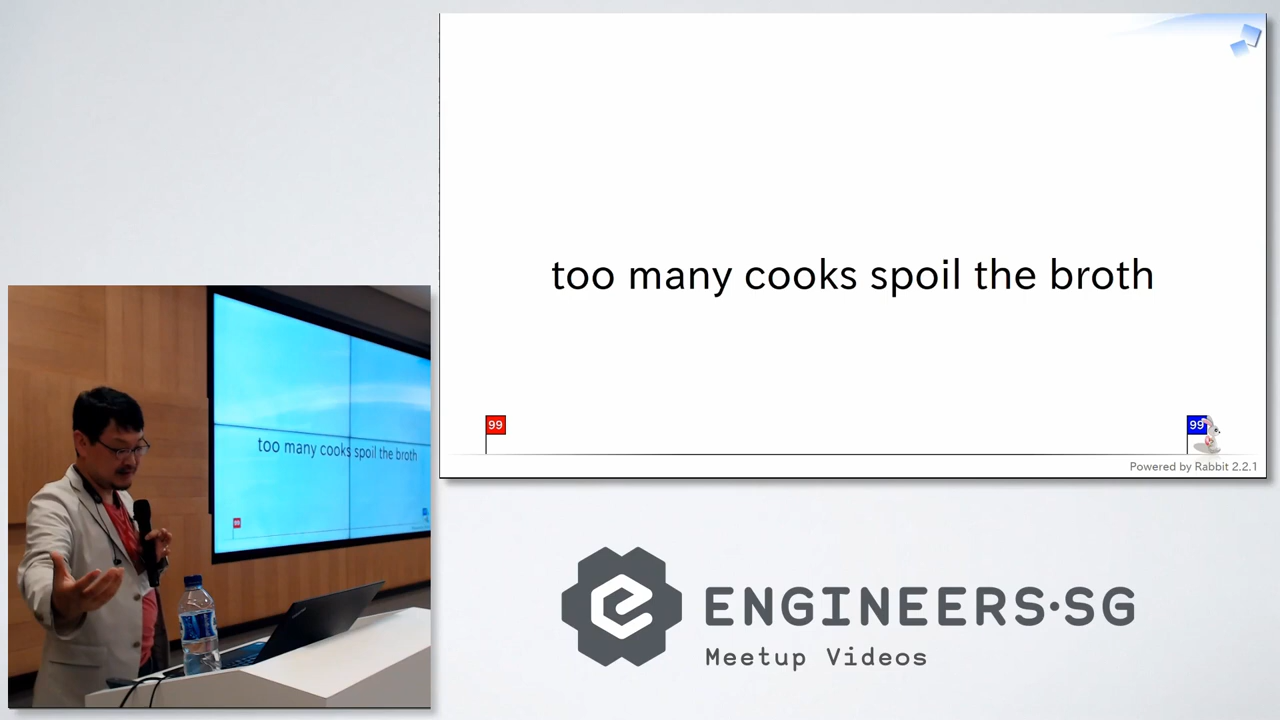 too many cooks spoil the broth
99
99
Powered by Rabbit 2.2.1
too many cooks spoil the broth
ENGINEERS·SG
Meetup Videos